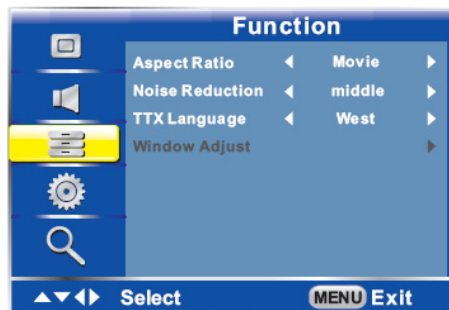 Function
Aspect Ratio Movie
Noise Reduction middle
TTX Language West
Window Adjust
Select MENU Exit